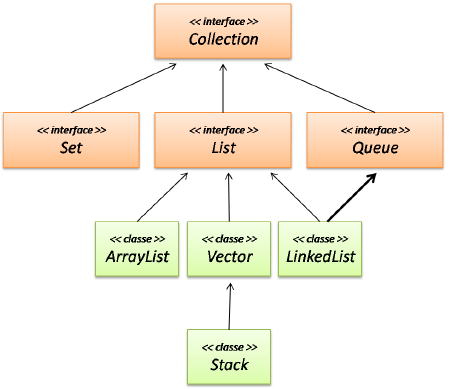 << interface >>
Collection
<< interface >>
Set
<< interface >>
List
<< interface >>
Queue
<< classe >>
ArrayList
<< classe >>
Vector
<< classe >>
LinkedList
<< classe >>
Stack